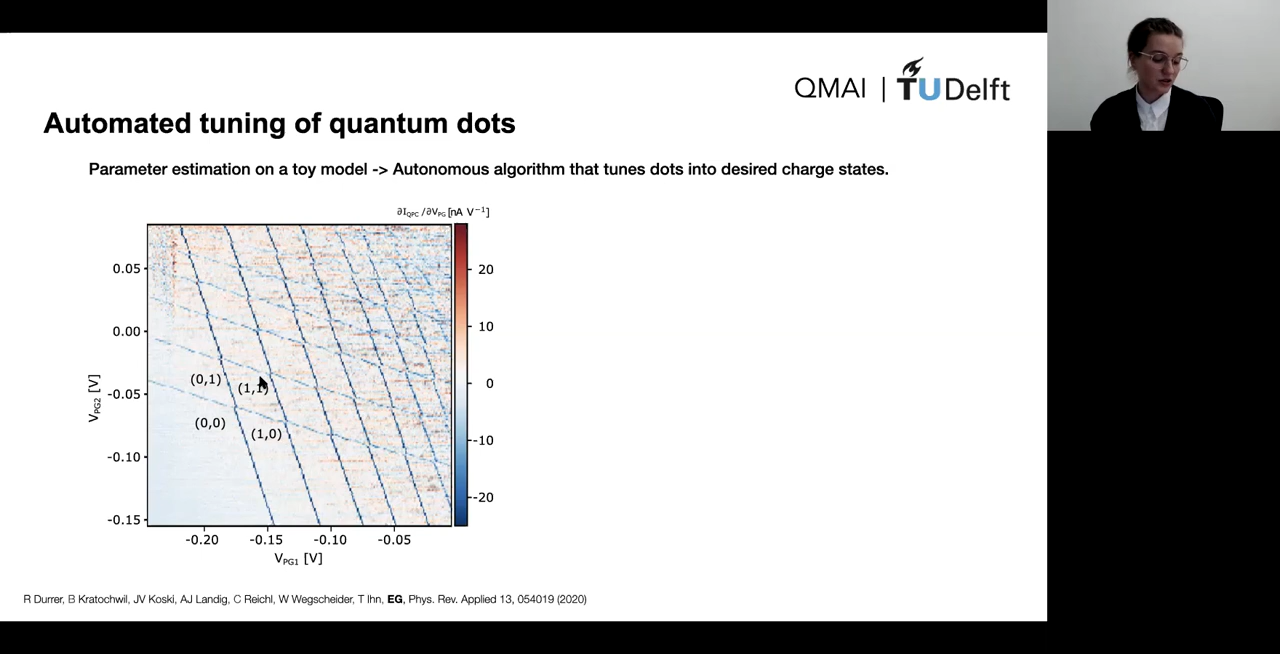 QMAI | TU Delft
Automated tuning of quantum dots
Parameter estimation on a toy model -> Autonomous algorithm that tunes dots into desired charge states.
∂I_QPC /∂V_PG [nA V⁻¹]
20
10
0
-10
-20
0.05
0.00
-0.05
-0.10
-0.15
V_PG2 [V]
(0,1)
(1,1)
(0,0)
(1,0)
-0.20 -0.15 -0.10 -0.05
V_PG1 [V]
R Durrer, B Kratochwil, JV Koski, AJ Landig, C Reichl, W Wegscheider, T Ihn, EG, Phys. Rev. Applied 13, 054019 (2020)